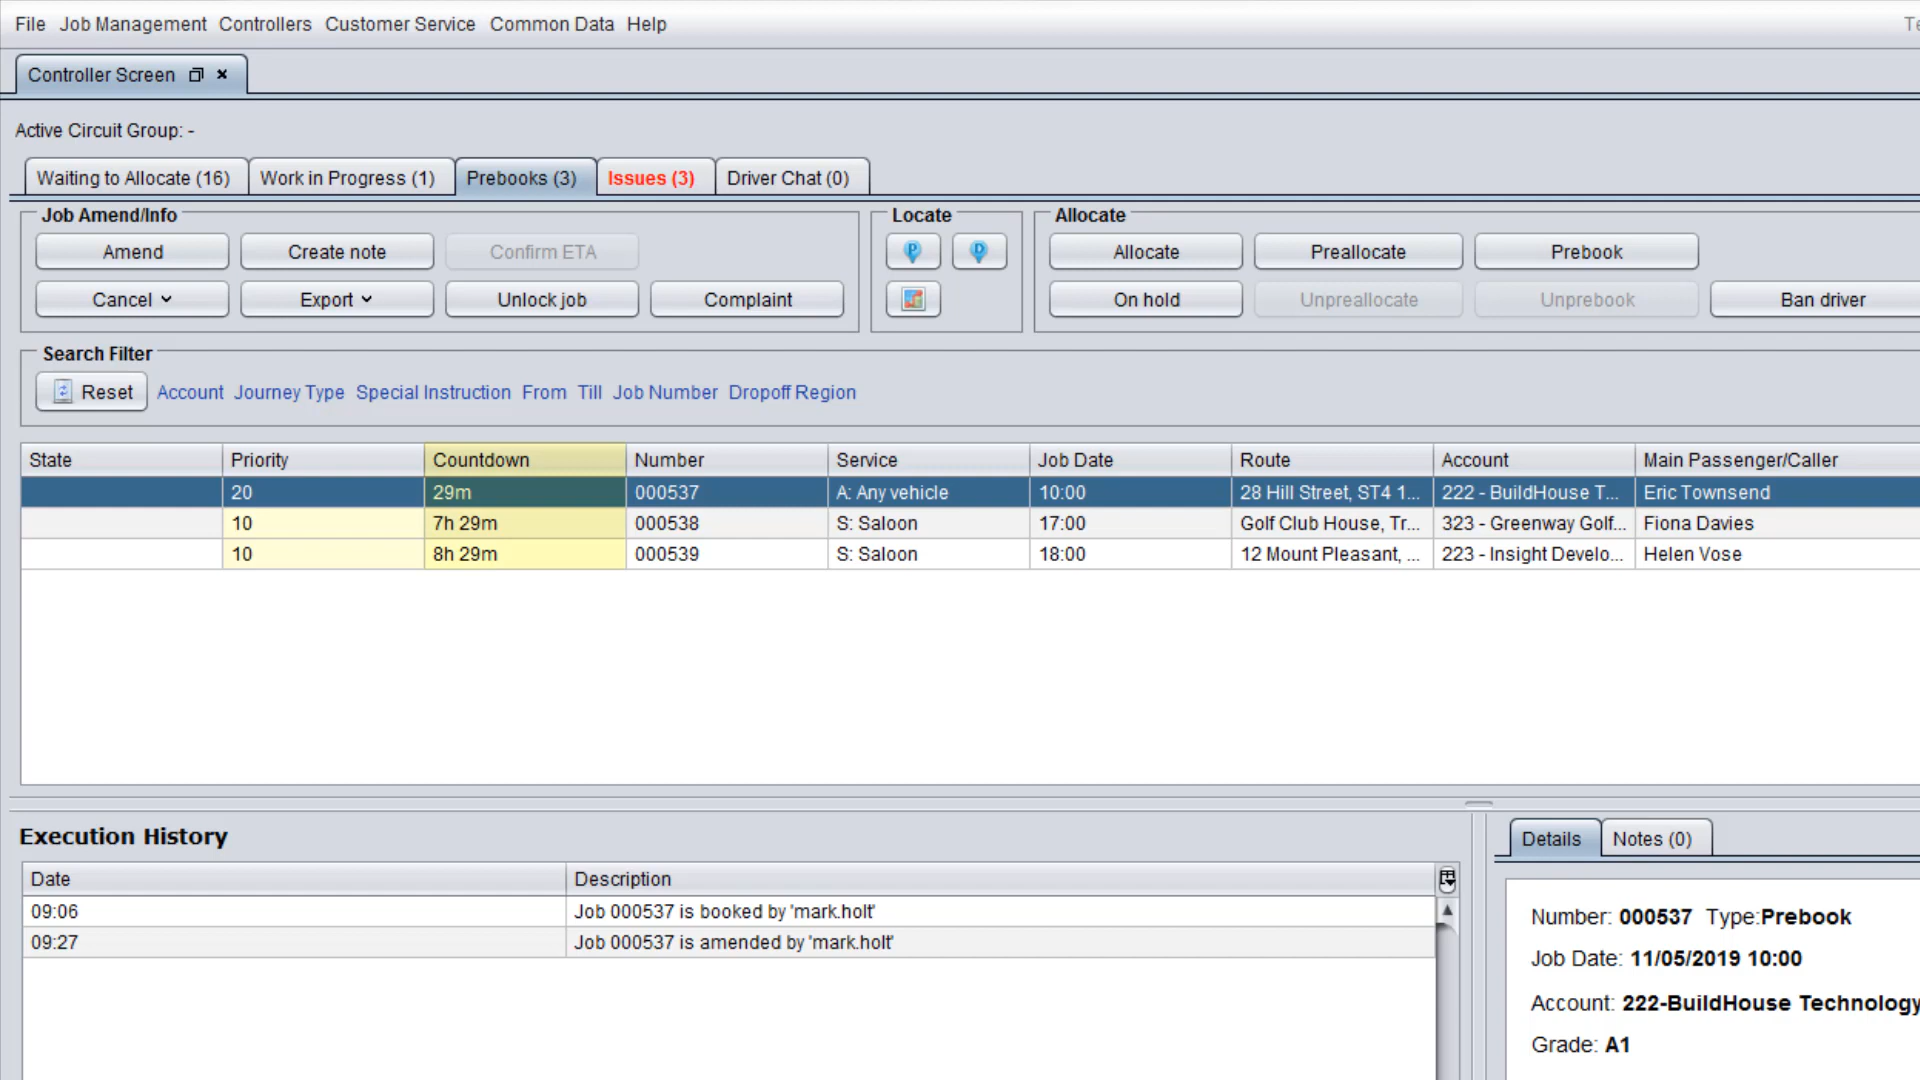 File Job Management Controllers Customer Service Common Data Help Te
Controller Screen
Active Circuit Group: -
Waiting to Allocate (16) Work in Progress (1) Prebooks (3) Issues (3) Driver Chat (0)
Job Amend/Info Locate Allocate
Amend Create note Confirm ETA P D Allocate Preallocate Prebook
Cancel Export Unlock job Complaint On hold Unpreallocate Unprebook Ban driver
Search Filter
Reset Account Journey Type Special Instruction From Till Job Number Dropoff Region
State Priority Countdown Number Service Job Date Route Account Main Passenger/Caller
20 29m 000537 A: Any vehicle 10:00 28 Hill Street, ST4 1... 222 - BuildHouse T... Eric Townsend
10 7h 29m 000538 S: Saloon 17:00 Golf Club House, Tr... 323 - Greenway Golf... Fiona Davies
10 8h 29m 000539 S: Saloon 18:00 12 Mount Pleasant, ... 223 - Insight Develo... Helen Vose
Execution History
Date Description
09:06 Job 000537 is booked by 'mark.holt'
09:27 Job 000537 is amended by 'mark.holt'
Details Notes (0)
Number: 000537 Type:Prebook
Job Date: 11/05/2019 10:00
Account: 222-BuildHouse Technology
Grade: A1